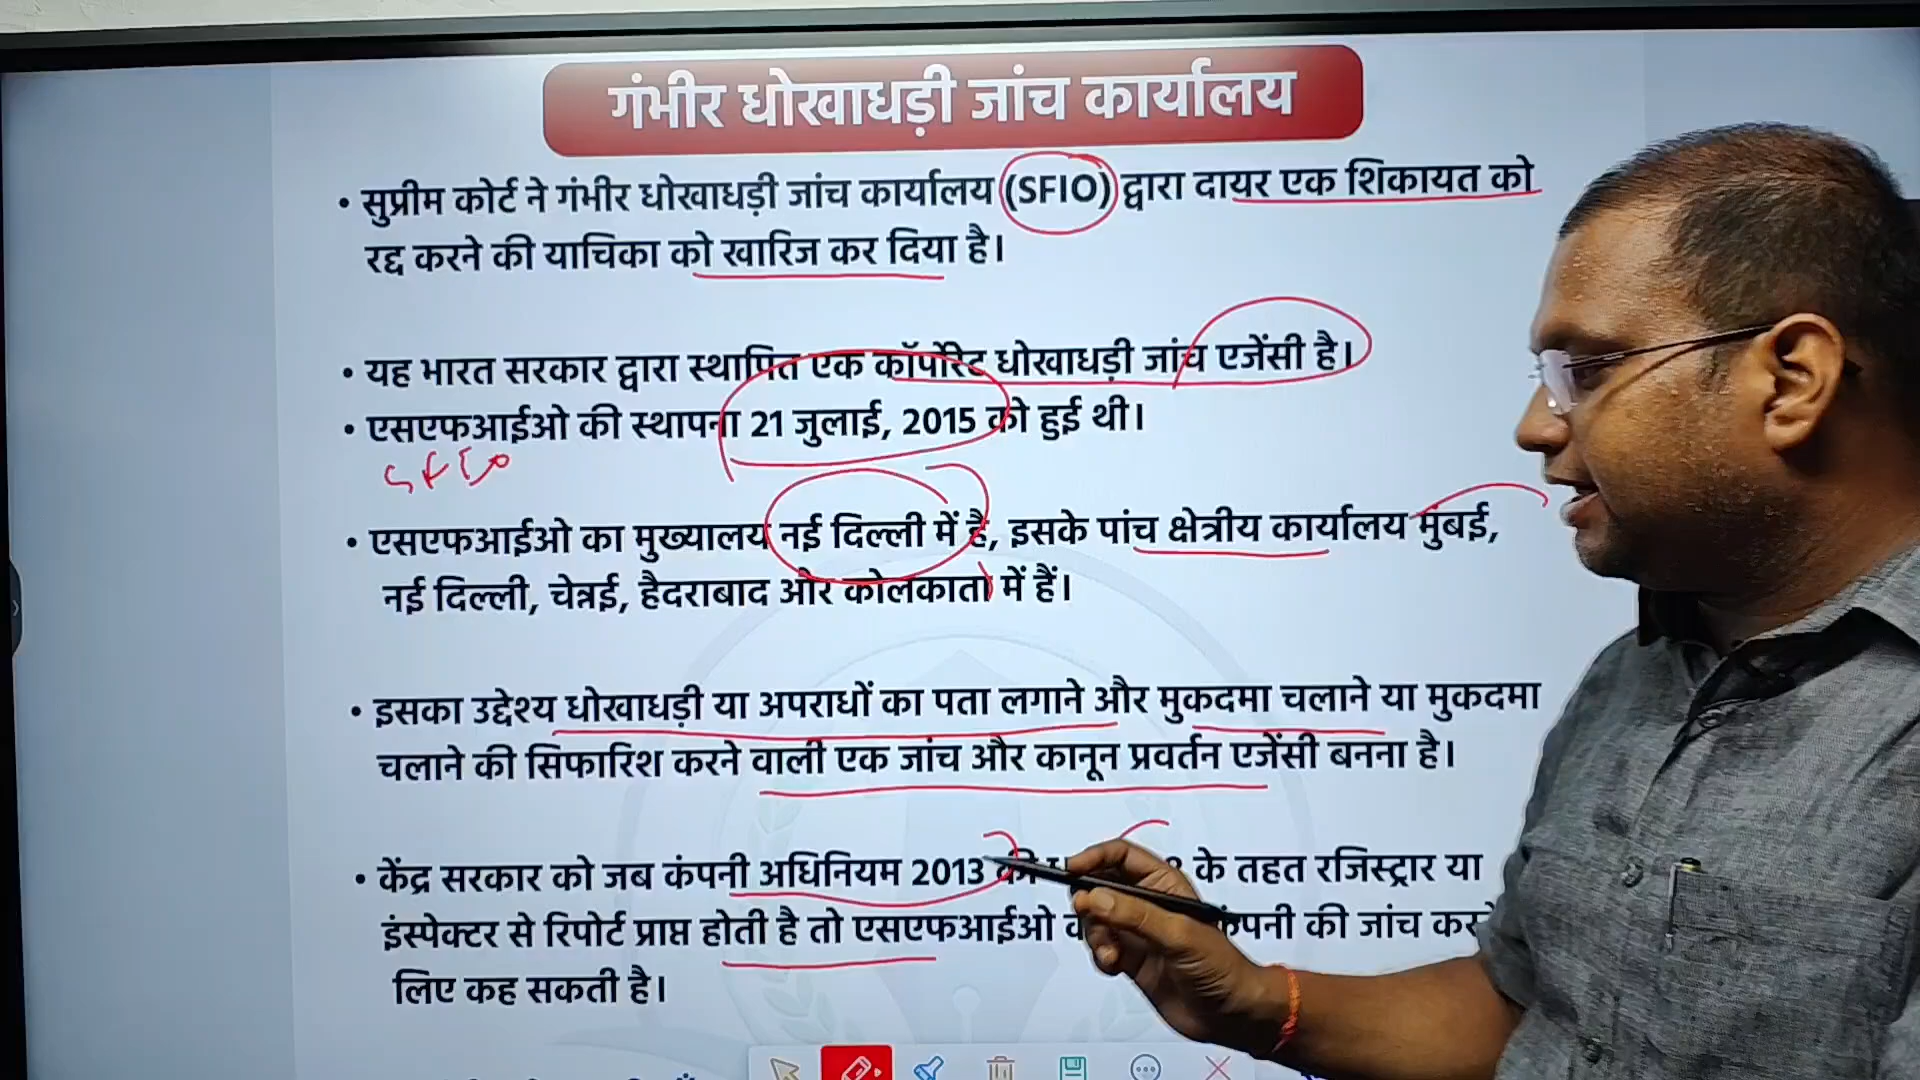 गंभीर धोखाधड़ी जांच कार्यालय
• सुप्रीम कोर्ट ने गंभीर धोखाधड़ी जांच कार्यालय (SFIO) द्वारा दायर एक शिकायत को
रद्द करने की याचिका को खारिज कर दिया है।
• यह भारत सरकार द्वारा स्थापित एक कॉर्पोरेट धोखाधड़ी जांच एजेंसी है।
• एसएफआईओ की स्थापना 21 जुलाई, 2015 को हुई थी।
SFIO
• एसएफआईओ का मुख्यालय नई दिल्ली में है, इसके पांच क्षेत्रीय कार्यालय मुंबई,
नई दिल्ली, चेन्नई, हैदराबाद और कोलकाता में हैं।
• इसका उद्देश्य धोखाधड़ी या अपराधों का पता लगाने और मुकदमा चलाने या मुकदमा
चलाने की सिफारिश करने वाली एक जांच और कानून प्रवर्तन एजेंसी बनना है।
• केंद्र सरकार को जब कंपनी अधिनियम 2013 की के तहत रजिस्ट्रार या
इंस्पेक्टर से रिपोर्ट प्राप्त होती है तो एसएफआईओ कंपनी की जांच
लिए कह सकती है।